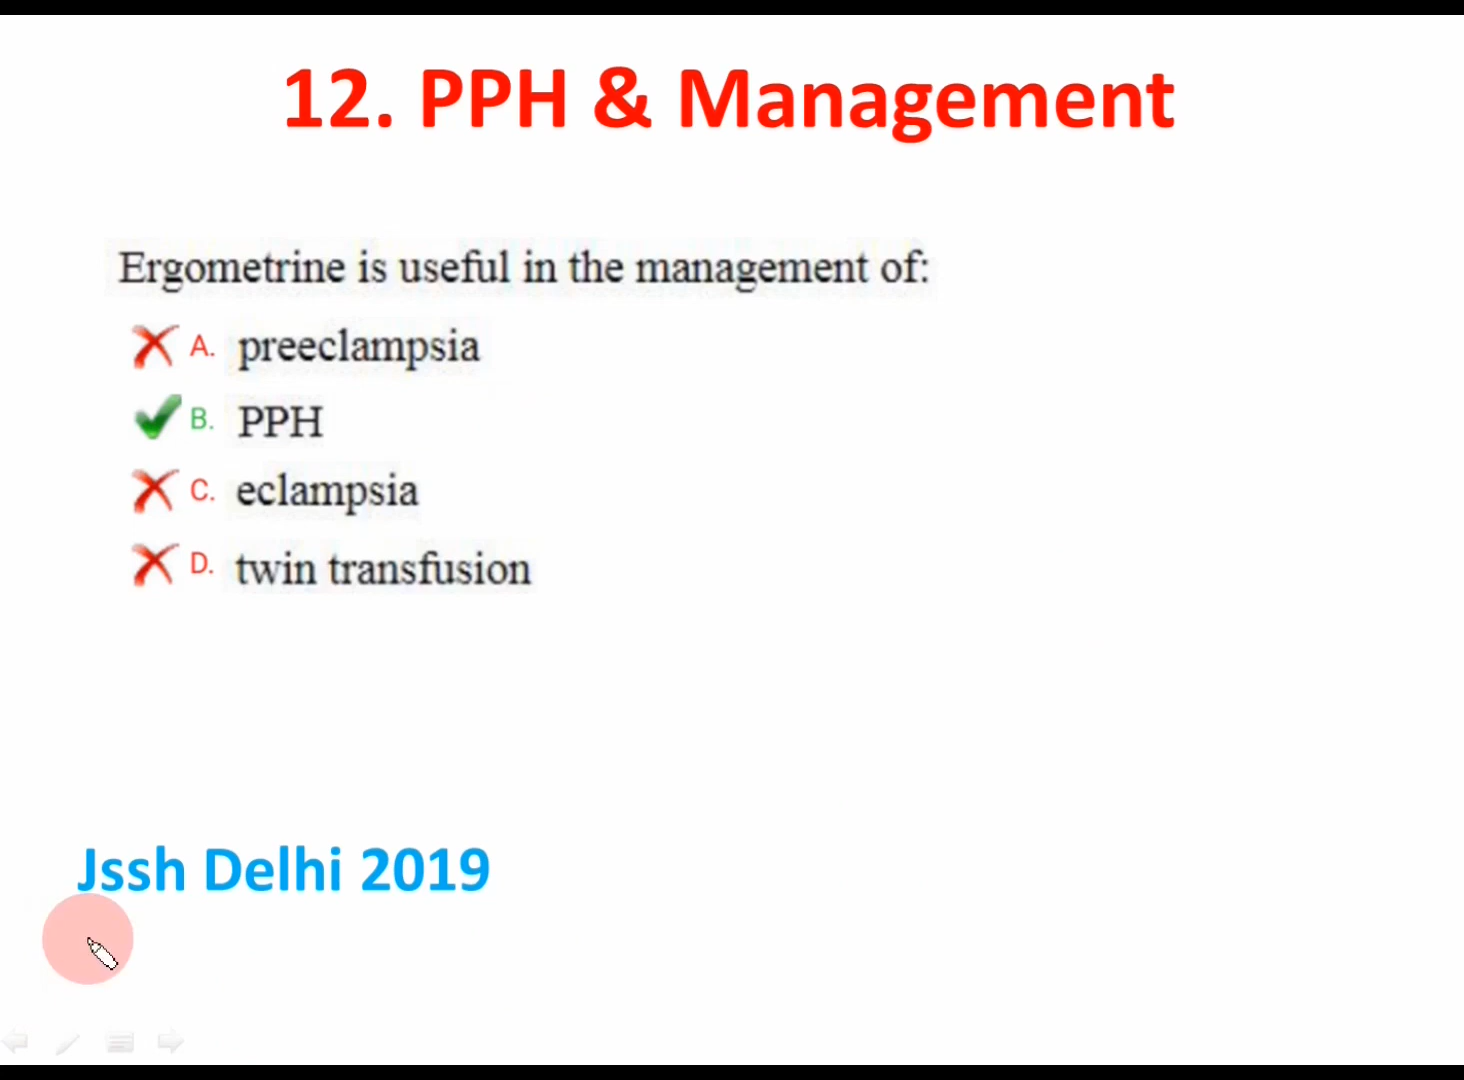 12. PPH & Management
Ergometrine is useful in the management of:
A. preeclampsia
B. PPH
C. eclampsia
D. twin transfusion
Jssh Delhi 2019